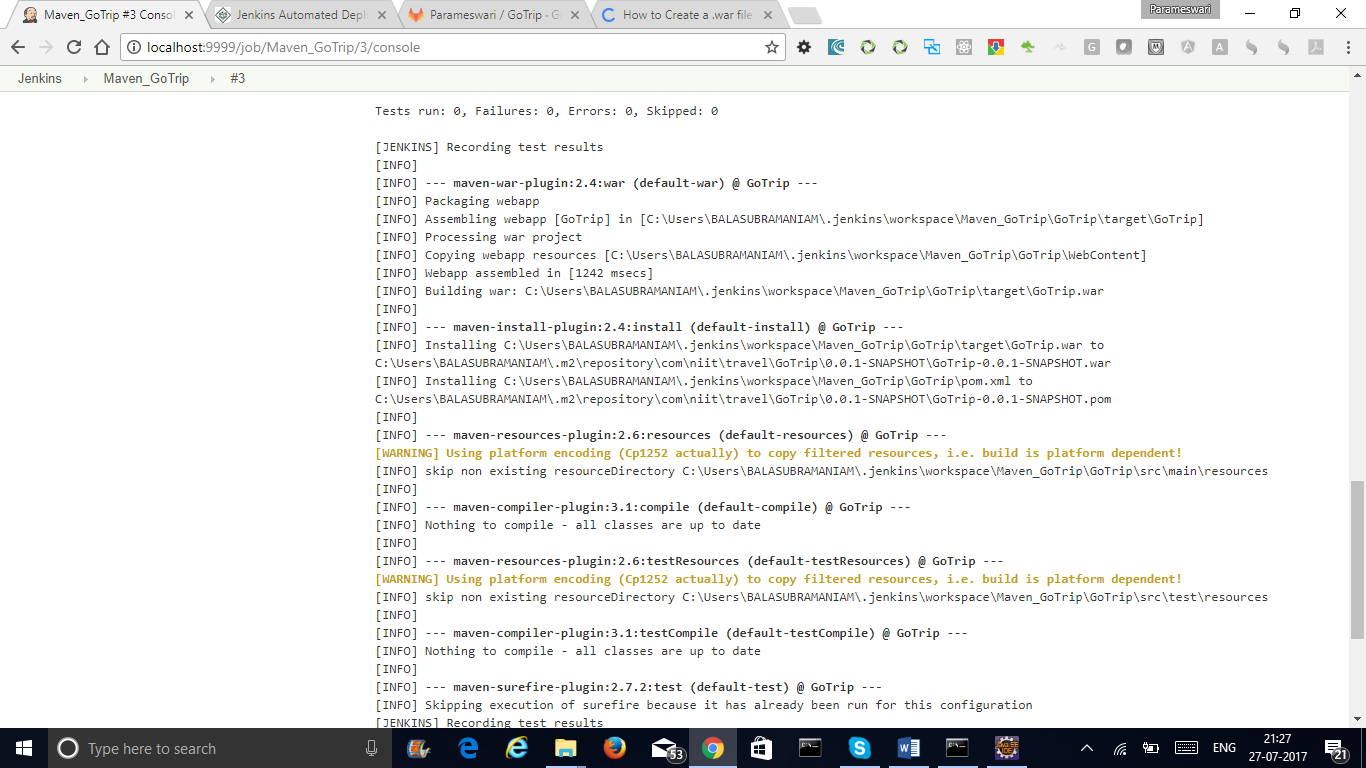 Maven_GoTrip #3 Consol
Jenkins Automated Depl
Parameswari / GoTrip - G
How to Create a .war file
Parameswari
localhost:9999/job/Maven_GoTrip/3/console
Jenkins Maven_GoTrip #3
Tests run: 0, Failures: 0, Errors: 0, Skipped: 0
[JENKINS] Recording test results
[INFO]
[INFO] --- maven-war-plugin:2.4:war (default-war) @ GoTrip ---
[INFO] Packaging webapp
[INFO] Assembling webapp [GoTrip] in [C:\Users\BALASUBRAMANIAM\.jenkins\workspace\Maven_GoTrip\GoTrip\target\GoTrip]
[INFO] Processing war project
[INFO] Copying webapp resources [C:\Users\BALASUBRAMANIAM\.jenkins\workspace\Maven_GoTrip\GoTrip\WebContent]
[INFO] Webapp assembled in [1242 msecs]
[INFO] Building war: C:\Users\BALASUBRAMANIAM\.jenkins\workspace\Maven_GoTrip\GoTrip\target\GoTrip.war
[INFO]
[INFO] --- maven-install-plugin:2.4:install (default-install) @ GoTrip ---
[INFO] Installing C:\Users\BALASUBRAMANIAM\.jenkins\workspace\Maven_GoTrip\GoTrip\target\GoTrip.war to
C:\Users\BALASUBRAMANIAM\.m2\repository\com\niit\travel\GoTrip\0.0.1-SNAPSHOT\GoTrip-0.0.1-SNAPSHOT.war
[INFO] Installing C:\Users\BALASUBRAMANIAM\.jenkins\workspace\Maven_GoTrip\GoTrip\pom.xml to
C:\Users\BALASUBRAMANIAM\.m2\repository\com\niit\travel\GoTrip\0.0.1-SNAPSHOT\GoTrip-0.0.1-SNAPSHOT.pom
[INFO]
[INFO] --- maven-resources-plugin:2.6:resources (default-resources) @ GoTrip ---
[WARNING] Using platform encoding (Cp1252 actually) to copy filtered resources, i.e. build is platform dependent!
[INFO] skip non existing resourceDirectory C:\Users\BALASUBRAMANIAM\.jenkins\workspace\Maven_GoTrip\GoTrip\src\main\resources
[INFO]
[INFO] --- maven-compiler-plugin:3.1:compile (default-compile) @ GoTrip ---
[INFO] Nothing to compile - all classes are up to date
[INFO]
[INFO] --- maven-resources-plugin:2.6:testResources (default-testResources) @ GoTrip ---
[WARNING] Using platform encoding (Cp1252 actually) to copy filtered resources, i.e. build is platform dependent!
[INFO] skip non existing resourceDirectory C:\Users\BALASUBRAMANIAM\.jenkins\workspace\Maven_GoTrip\GoTrip\src\test\resources
[INFO]
[INFO] --- maven-compiler-plugin:3.1:testCompile (default-testCompile) @ GoTrip ---
[INFO] Nothing to compile - all classes are up to date
[INFO]
[INFO] --- maven-surefire-plugin:2.7.2:test (default-test) @ GoTrip ---
[INFO] Skipping execution of surefire because it has already been run for this configuration
[JENKINS] Recording test results
Type here to search
53
ENG
21:27
27-07-2017
21